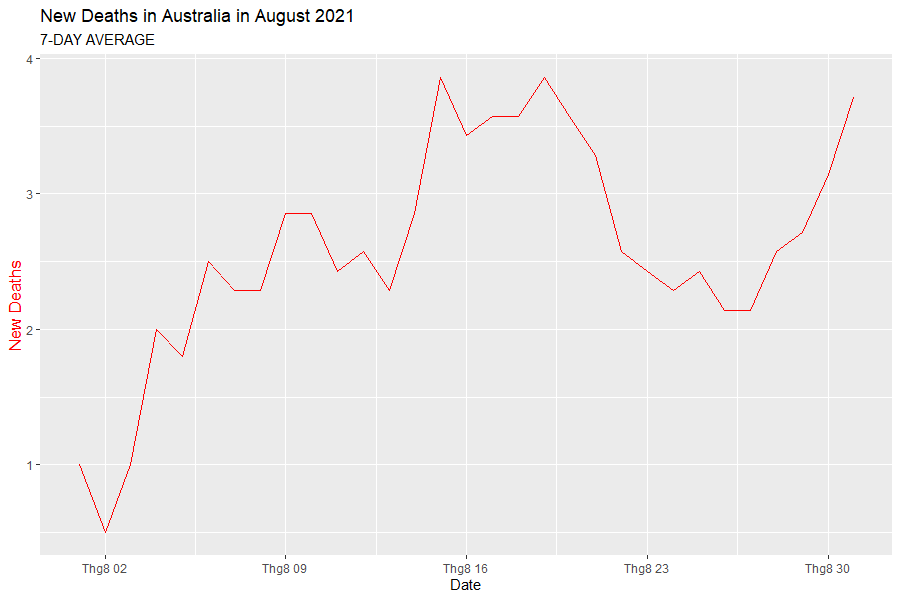 New Deaths in Australia in August 2021
7-DAY AVERAGE
4
3
2
1
New Deaths
Thg8 02
Thg8 09
Thg8 16
Thg8 23
Thg8 30
Date